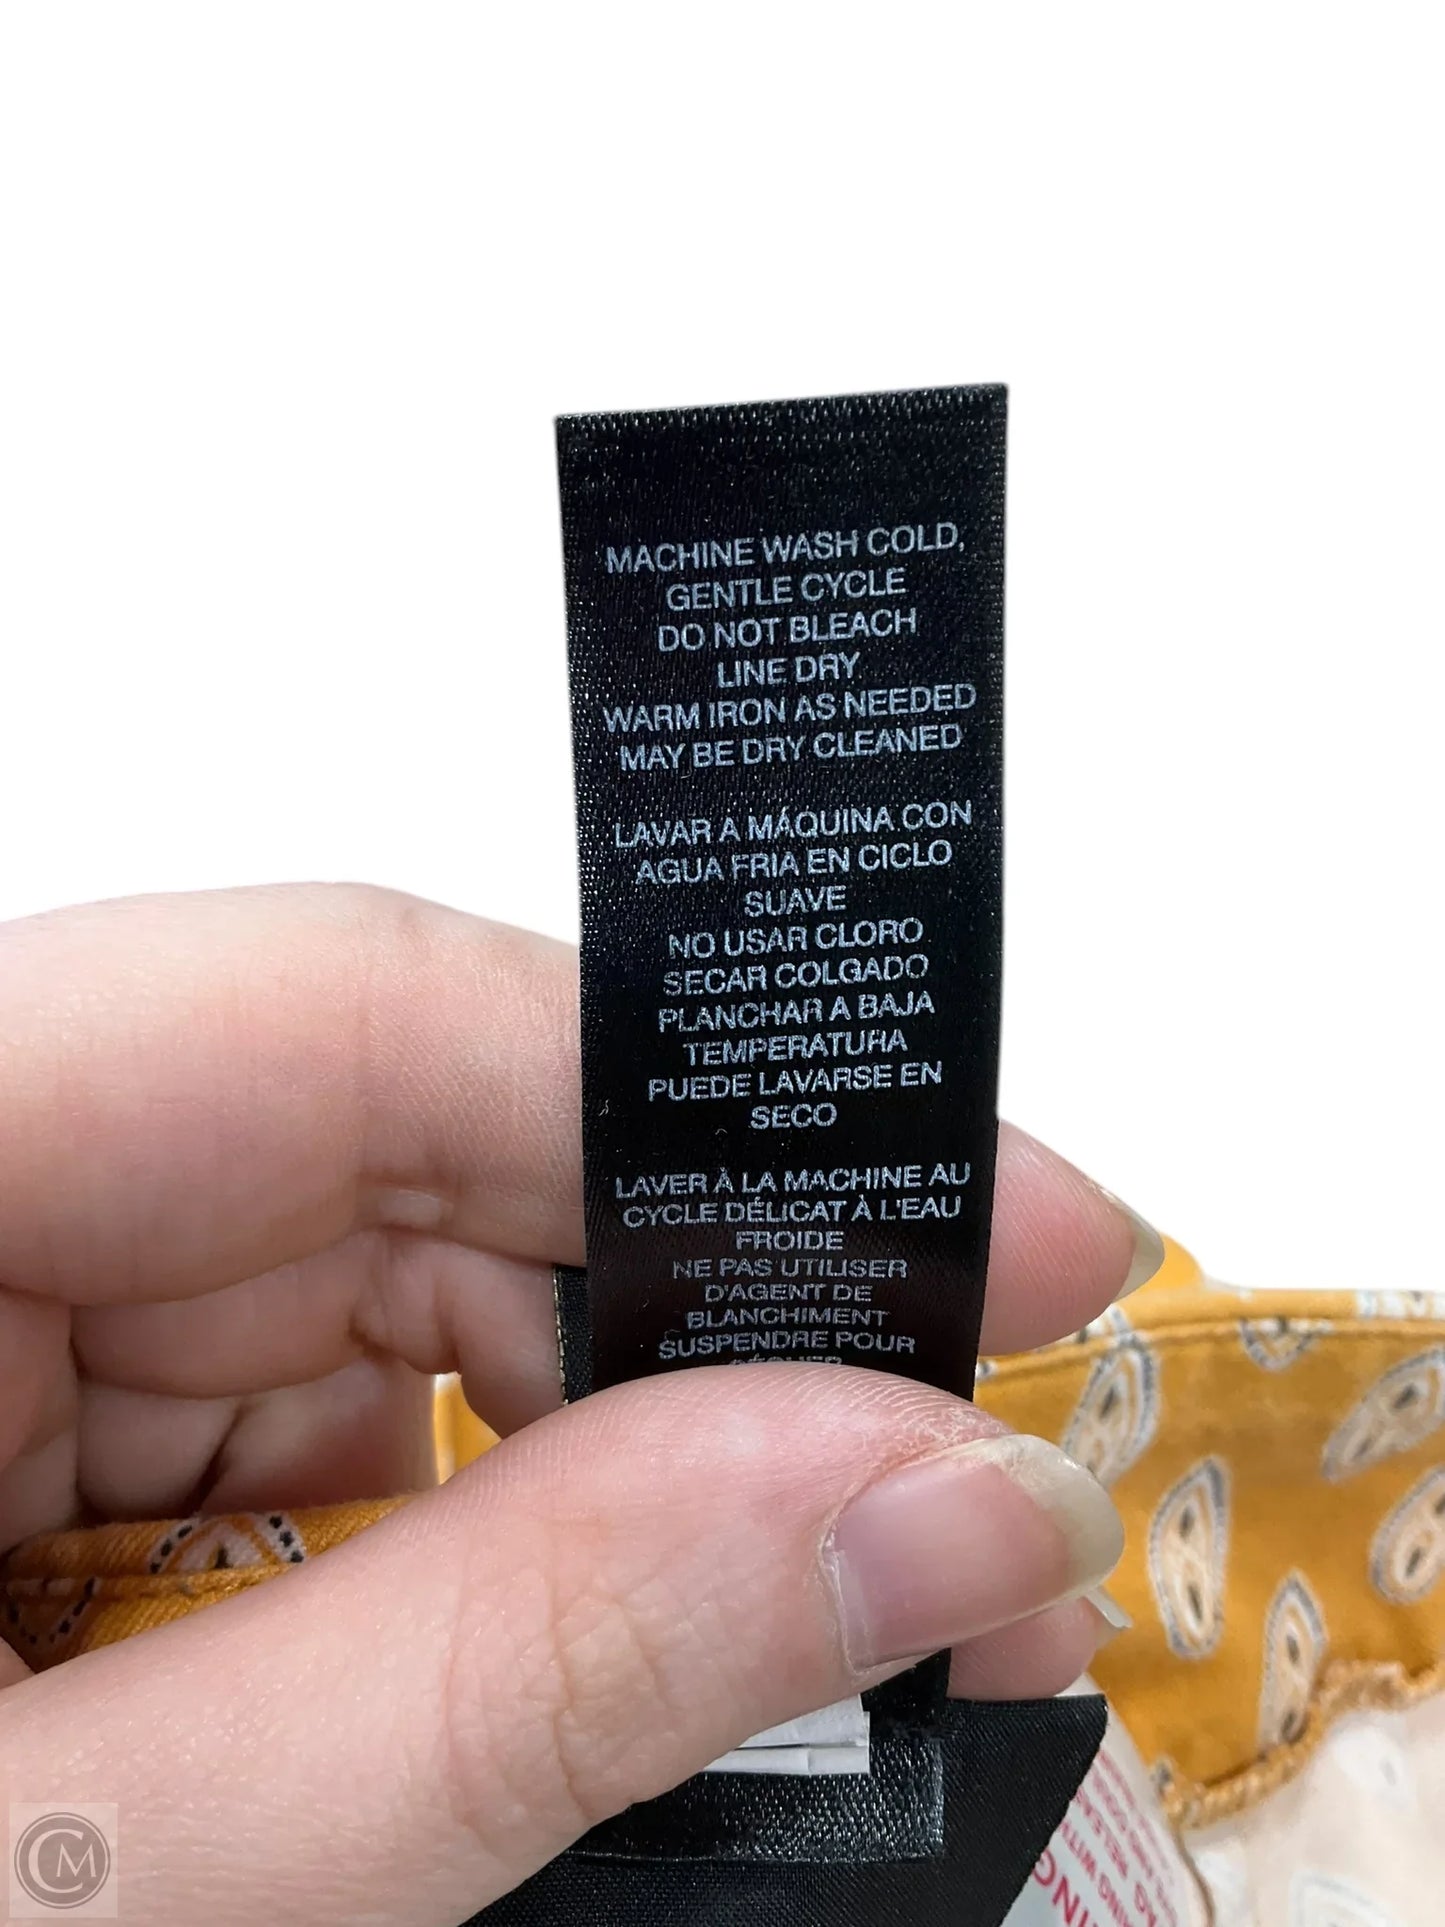 MACHINE WASH COLD,
GENTLE CYCLE
DO NOT BLEACH
LINE DRY
WARM IRON AS NEEDED
MAY BE DRY CLEANED
LAVAR A MÁQUINA CON
AGUA FRIA EN CICLO
SUAVE
NO USAR CLORO
SECAR COLGADO
PLANCHAR A BAJA
TEMPERATURA
PUEDE LAVARSE EN
SECO
LAVER À LA MACHINE AU
CYCLE DÉLICAT À L'EAU
FROIDE
NE PAS UTILISER
D'AGENT DE
BLANCHIMENT
SUSPENDRE POUR
CM